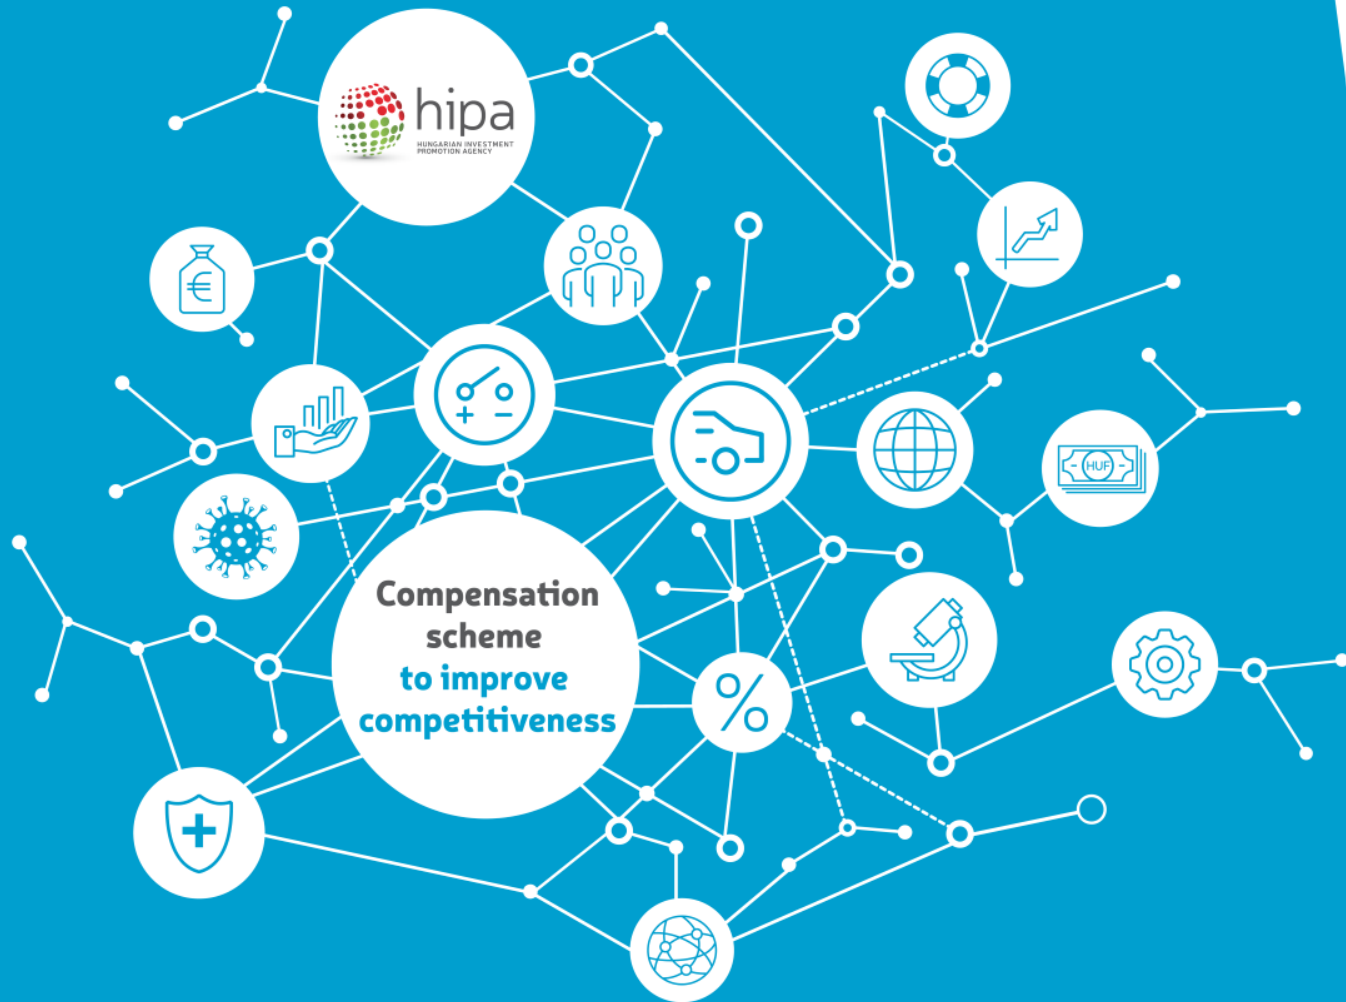 hipa
HUNGARIAN INVESTMENT
PROMOTION AGENCY
€
+ −
HUF
Compensation
scheme
to improve
competitiveness
%